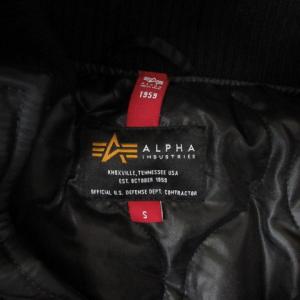 1959
ALPHA
INDUSTRIES
KNOXVILLE, TENNESSEE USA
EST. OCTOBER 1959
OFFICIAL U.S. DEFENSE DEPT. CONTRACTOR
S